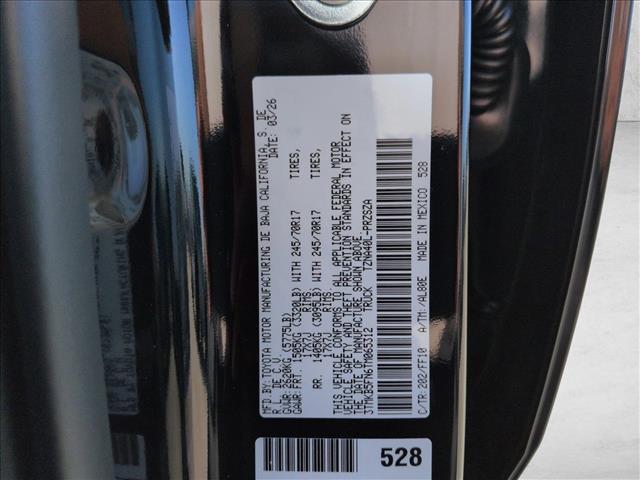 MFD.BY:TOYOTA MOTOR MANUFACTURING DE BAJA CALIFORNIA, S. DE
R. L. DE C.V. DATE: 03/26
GVWR 2620KG (5775LB)
GAWR:FRT. 1505KG (3320LB) WITH 245/70R17 TIRES,
17X7J RIMS
RR. 1405KG (3095LB) WITH 245/70R17 TIRES,
17X7J RIMS
THIS VEHICLE CONFORMS TO ALL APPLICABLE FEDERAL MOTOR
VEHICLE SAFETY AND THEFT PREVENTION STANDARDS IN EFFECT ON
THE DATE OF MANUFACTURE SHOWN ABOVE.
3TMKB5FN6TM065312 TRUCK TZNA40L-PRZSZA
C/TR:202/FF10 A/TM:/AL80E MADE IN MEXICO 528
528